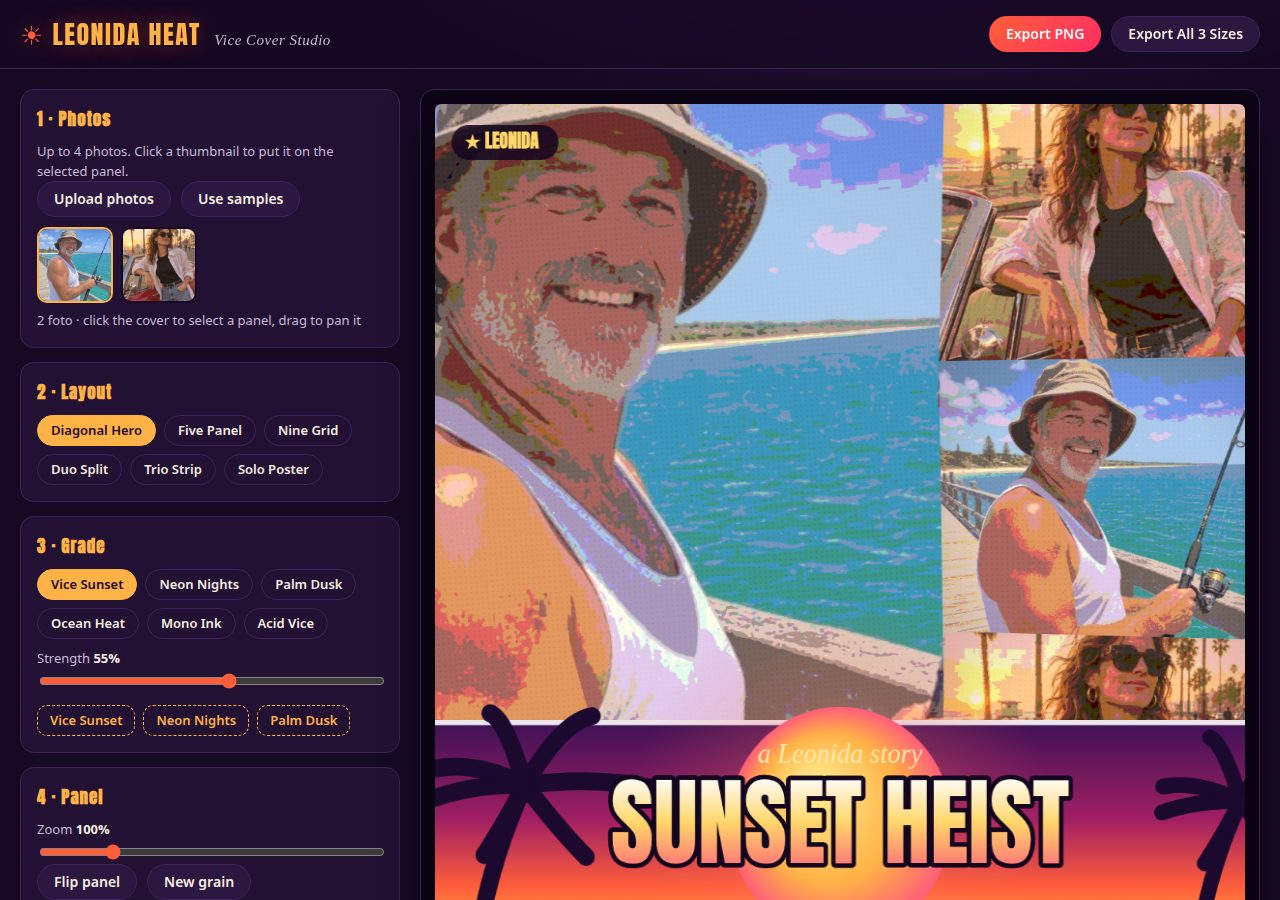 ☀ LEONIDA HEAT Vice Cover Studio
Export PNG
Export All 3 Sizes
1 · Photos
Up to 4 photos. Click a thumbnail to put it on the
selected panel.
Upload photos
Use samples
2 foto · click the cover to select a panel, drag to pan it
2 · Layout
Diagonal Hero
Five Panel
Nine Grid
Duo Split
Trio Strip
Solo Poster
3 · Grade
Vice Sunset
Neon Nights
Palm Dusk
Ocean Heat
Mono Ink
Acid Vice
Strength 55%
Vice Sunset
Neon Nights
Palm Dusk
4 · Panel
Zoom 100%
Flip panel
New grain
★ LEONIDA
a Leonida story
SUNSET HEIST